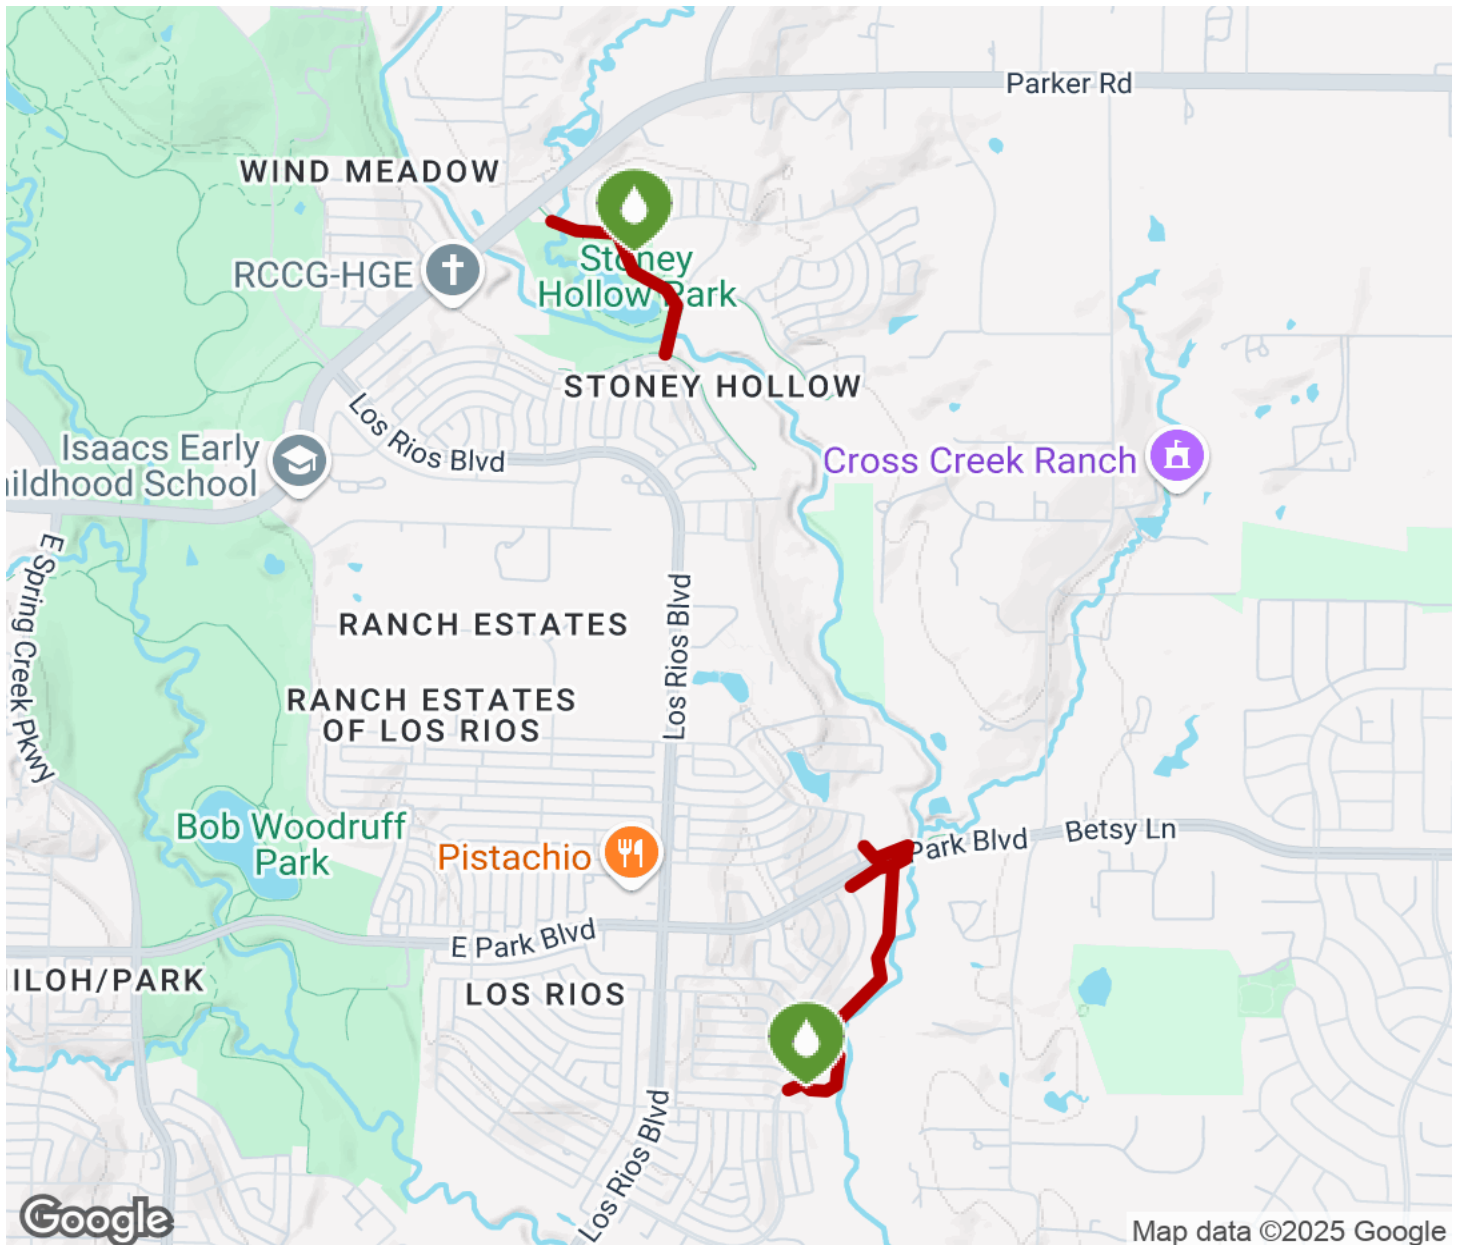 Parker Rd
WIND MEADOW
RCCG-HGE
Stoney
Hollow Park
STONEY HOLLOW
Los Rios Blvd
Isaacs Early
hildhood School
Cross Creek Ranch
E Spring Creek Pkwy
RANCH ESTATES
Los Rios Blvd
RANCH ESTATES
OF LOS RIOS
Bob Woodruff
Park
Pistachio
Park Blvd
Betsy Ln
E Park Blvd
HILOH/PARK
LOS RIOS
Los Rios Blvd
Google
Map data ©2025 Google